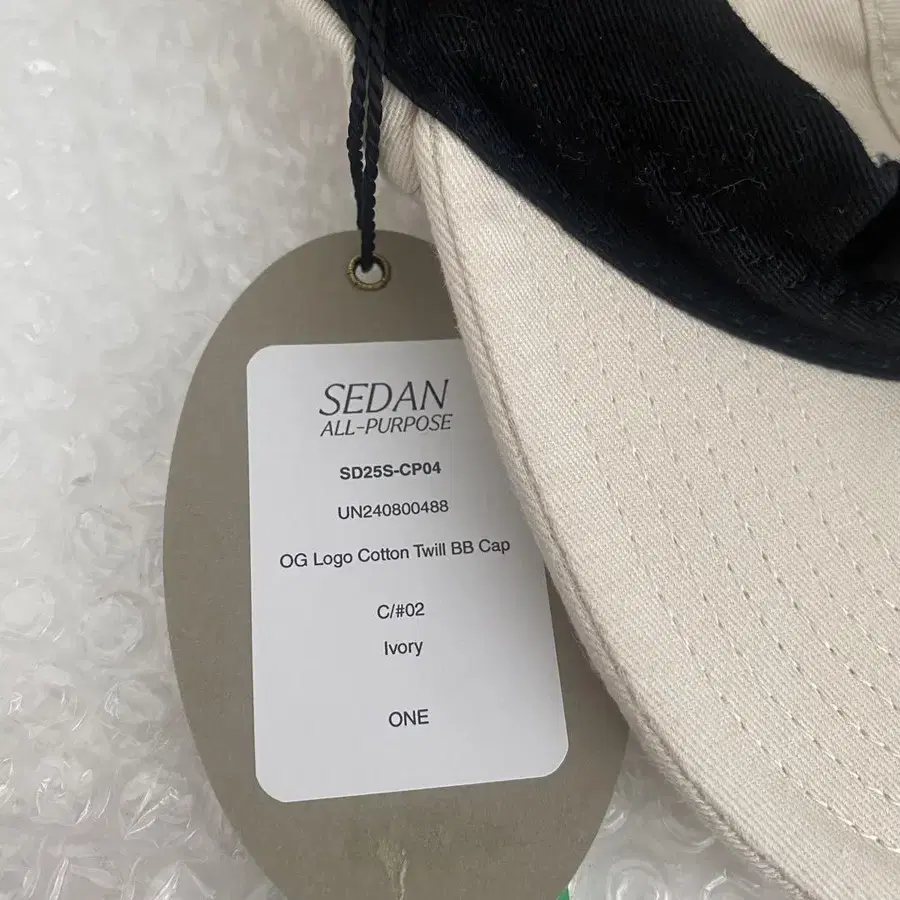 SEDAN
ALL-PURPOSE
SD25S-CP04
UN240800488
OG Logo Cotton Twill BB Cap
C/#02
Ivory
ONE